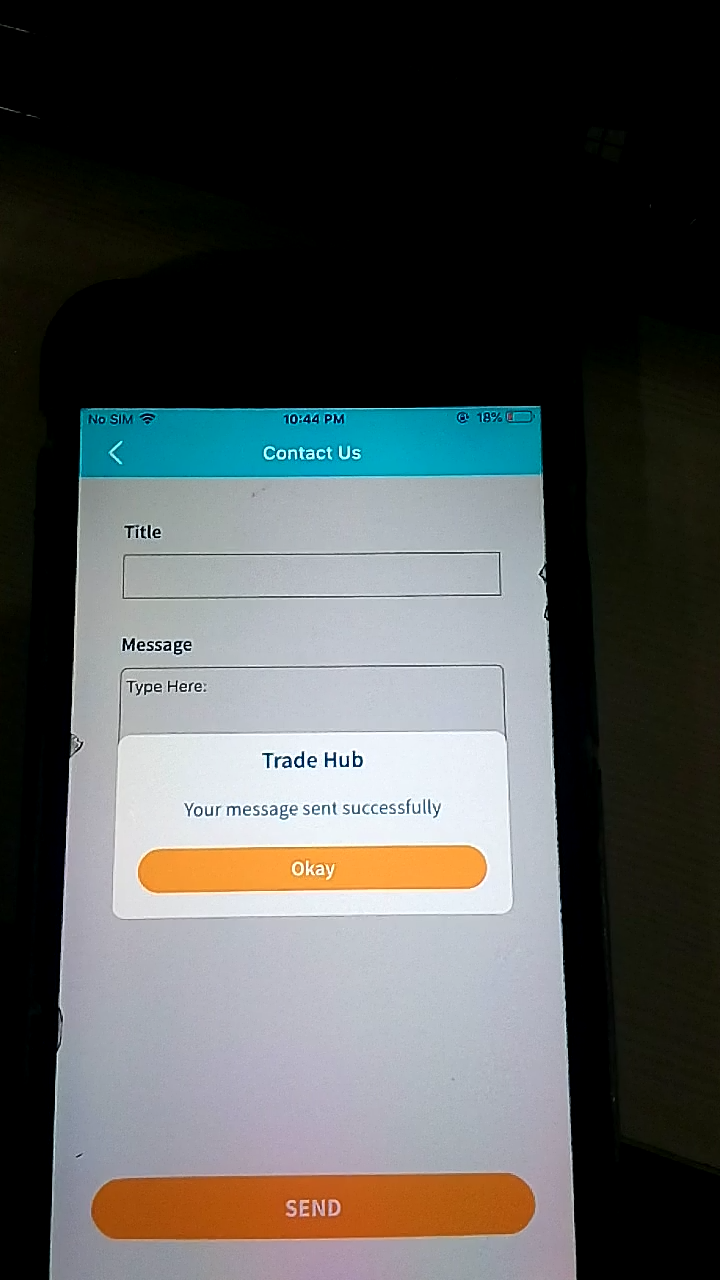 No SIM 10:44 PM 18%
Contact Us
Title
Message
Type Here:
Trade Hub
Your message sent successfully
Okay
SEND